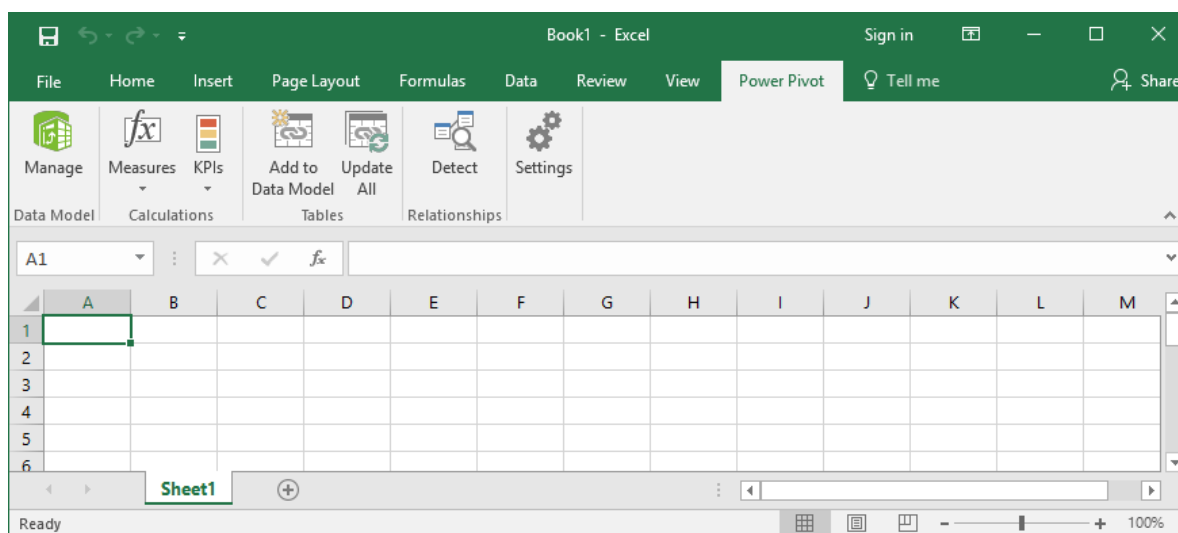 Book1 - Excel
Sign in
File Home Insert Page Layout Formulas Data Review View Power Pivot Tell me Share
Manage Measures KPIs Add to Update Detect Settings
Data Model All
Data Model Calculations Tables Relationships
A1 fx
A B C D E F G H I J K L M
1
2
3
4
5
6
Sheet1
Ready 100%